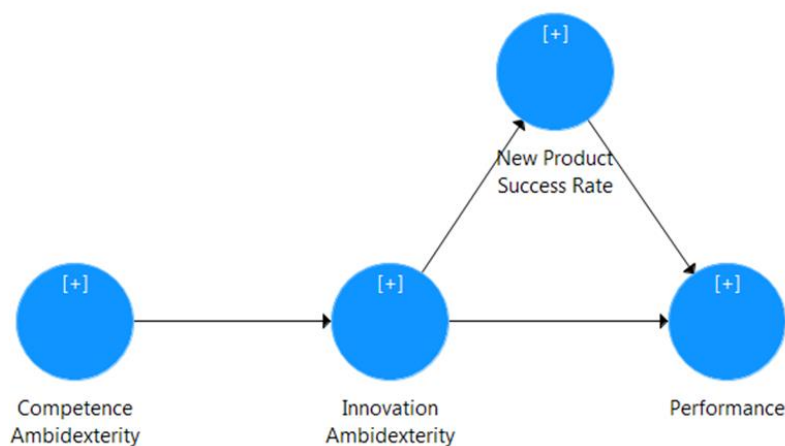 [+]
New Product
Success Rate
[+]
[+]
[+]
Competence
Ambidexterity
Innovation
Ambidexterity
Performance